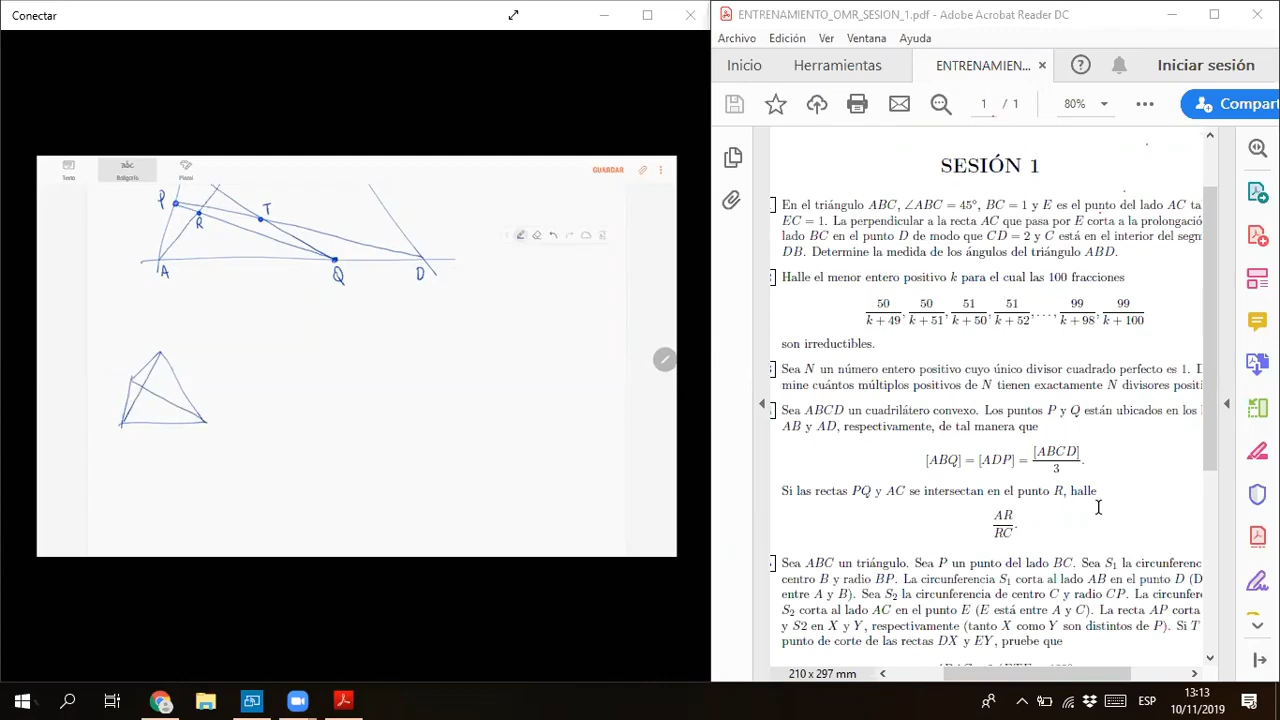 Conectar
Texto
abc
Bolígrafo
Pincel
GUARDAR
P
R
T
A
Q
D
ENTRENAMIENTO_OMR_SESION_1.pdf - Adobe Acrobat Reader DC
Archivo Edición Ver Ventana Ayuda
Inicio Herramientas ENTRENAMIEN... × ? Iniciar sesión
1 / 1 80% Compart
SESIÓN 1
En el triángulo ABC, ∠ABC = 45°, BC = 1 y E es el punto del lado AC ta
EC = 1. La perpendicular a la recta AC que pasa por E corta a la prolongació
lado BC en el punto D de modo que CD = 2 y C está en el interior del segm
DB. Determine la medida de los ángulos del triángulo ABD.
Halle el menor entero positivo k para el cual las 100 fracciones
50/(k + 49), 50/(k + 51), 51/(k + 50), 51/(k + 52), . . . , 99/(k + 98), 99/(k + 100)
son irreductibles.
Sea N un número entero positivo cuyo único divisor cuadrado perfecto es 1. D
mine cuántos múltiplos positivos de N tienen exactamente N divisores posit
Sea ABCD un cuadrilátero convexo. Los puntos P y Q están ubicados en los l
AB y AD, respectivamente, de tal manera que
[ABQ] = [ADP] = [ABCD]/3.
Si las rectas PQ y AC se intersectan en el punto R, halle
AR/RC.
Sea ABC un triángulo. Sea P un punto del lado BC. Sea S₁ la circunferenc
centro B y radio BP. La circunferencia S₁ corta al lado AB en el punto D (D
entre A y B). Sea S₂ la circunferencia de centro C y radio CP. La circunfere
S₂ corta al lado AC en el punto E (E está entre A y C). La recta AP corta
y S2 en X y Y, respectivamente (tanto X como Y son distintos de P). Si T
punto de corte de las rectas DX y EY, pruebe que
210 x 297 mm
ESP
13:13
10/11/2019